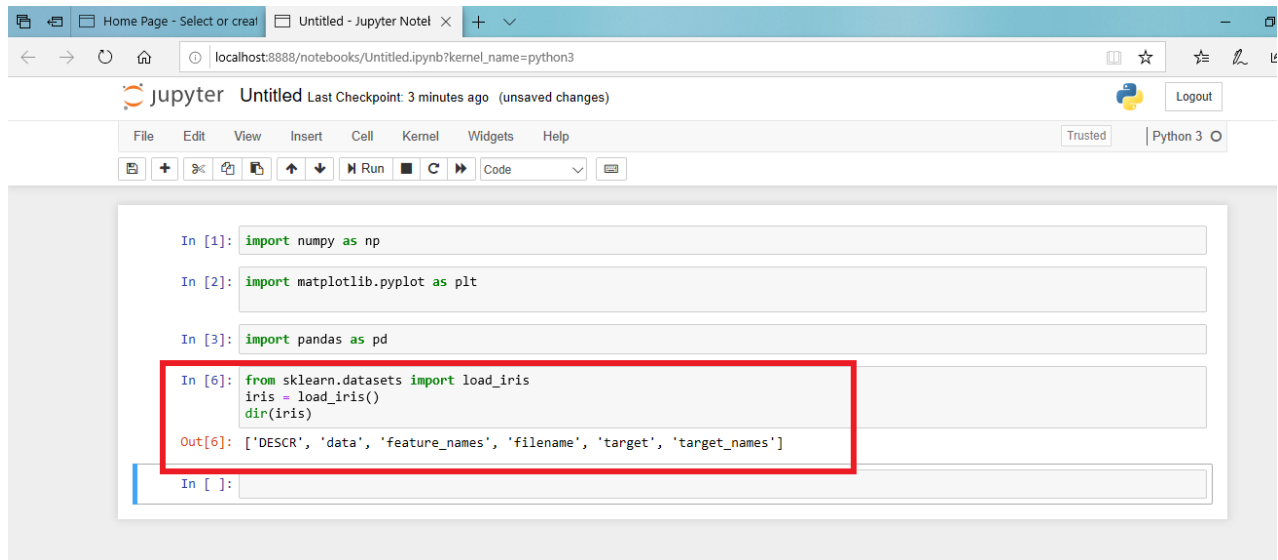 Home Page - Select or creat
Untitled - Jupyter Notel
localhost:8888/notebooks/Untitled.ipynb?kernel_name=python3
jupyter Untitled Last Checkpoint: 3 minutes ago (unsaved changes)
Logout
File Edit View Insert Cell Kernel Widgets Help
Trusted
Python 3
Run
Code
In [1]: import numpy as np
In [2]: import matplotlib.pyplot as plt
In [3]: import pandas as pd
In [6]: from sklearn.datasets import load_iris
iris = load_iris()
dir(iris)
Out[6]: ['DESCR', 'data', 'feature_names', 'filename', 'target', 'target_names']
In [ ]: